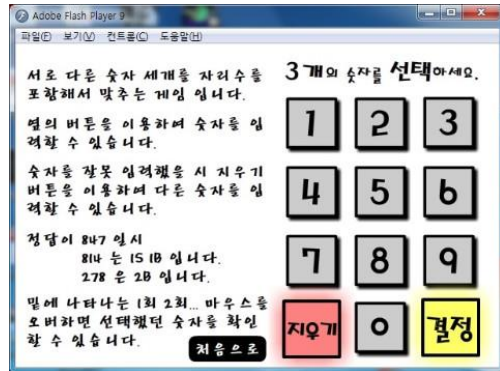 Adobe Flash Player 9
파일(F) 보기(V) 컨트롤(C) 도움말(H)
서로 다른 숫자 세개를 자리수를
포함해서 맞추는 게임 입니다.
옆의 버튼을 이용하여 숫자를 입
력할 수 있습니다.
숫자를 잘못 입력했을 시 지우기
버튼을 이용하여 다른 숫자를 입
력할 수 있습니다.
정답이 847 일시
814 는 1S 1B 입니다.
278 은 2B 입니다.
밑에 나타나는 1회 2회... 마우스를
오버하면 선택했던 숫자를 확인
할 수 있습니다.
처음으로
3개의 숫자를 선택하세요.
1 2 3
4 5 6
7 8 9
지우기 0 결정